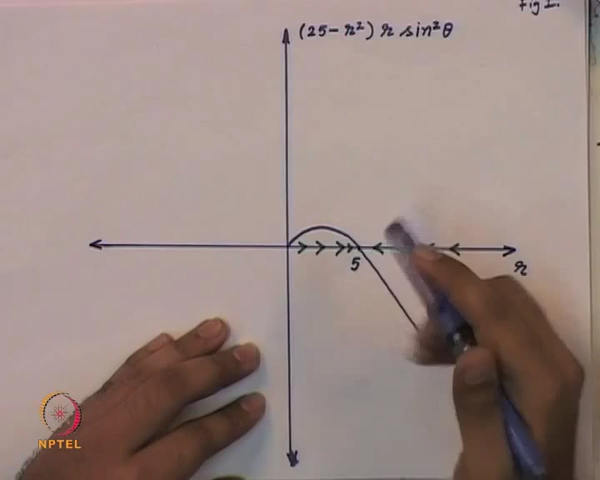 Fig 1.
(25-r²) r sin²θ
5
r
NPTEL